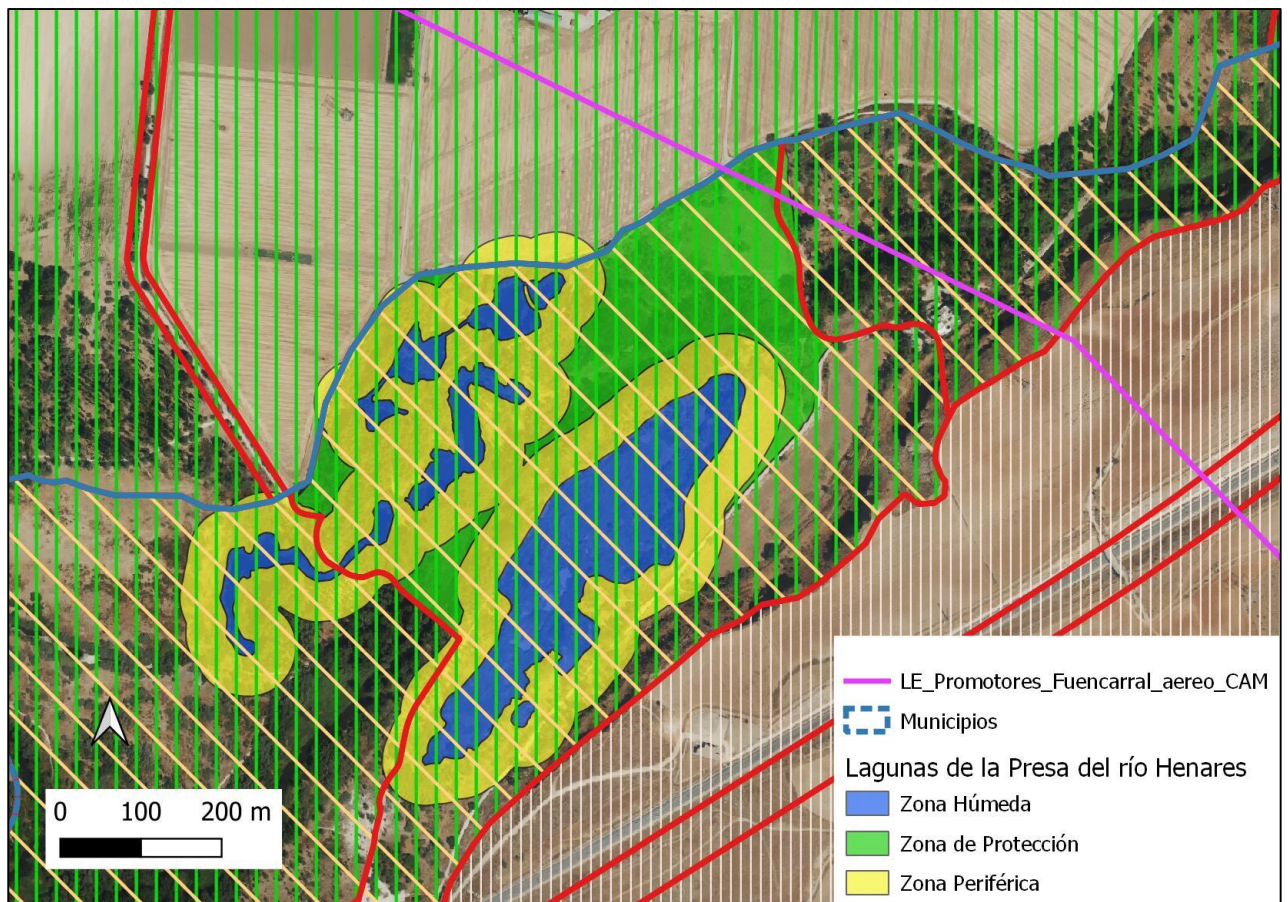 LE_Promotores_Fuencarral_aereo_CAM
Municipios
Lagunas de la Presa del río Henares
Zona Húmeda
Zona de Protección
Zona Periférica
0 100 200 m